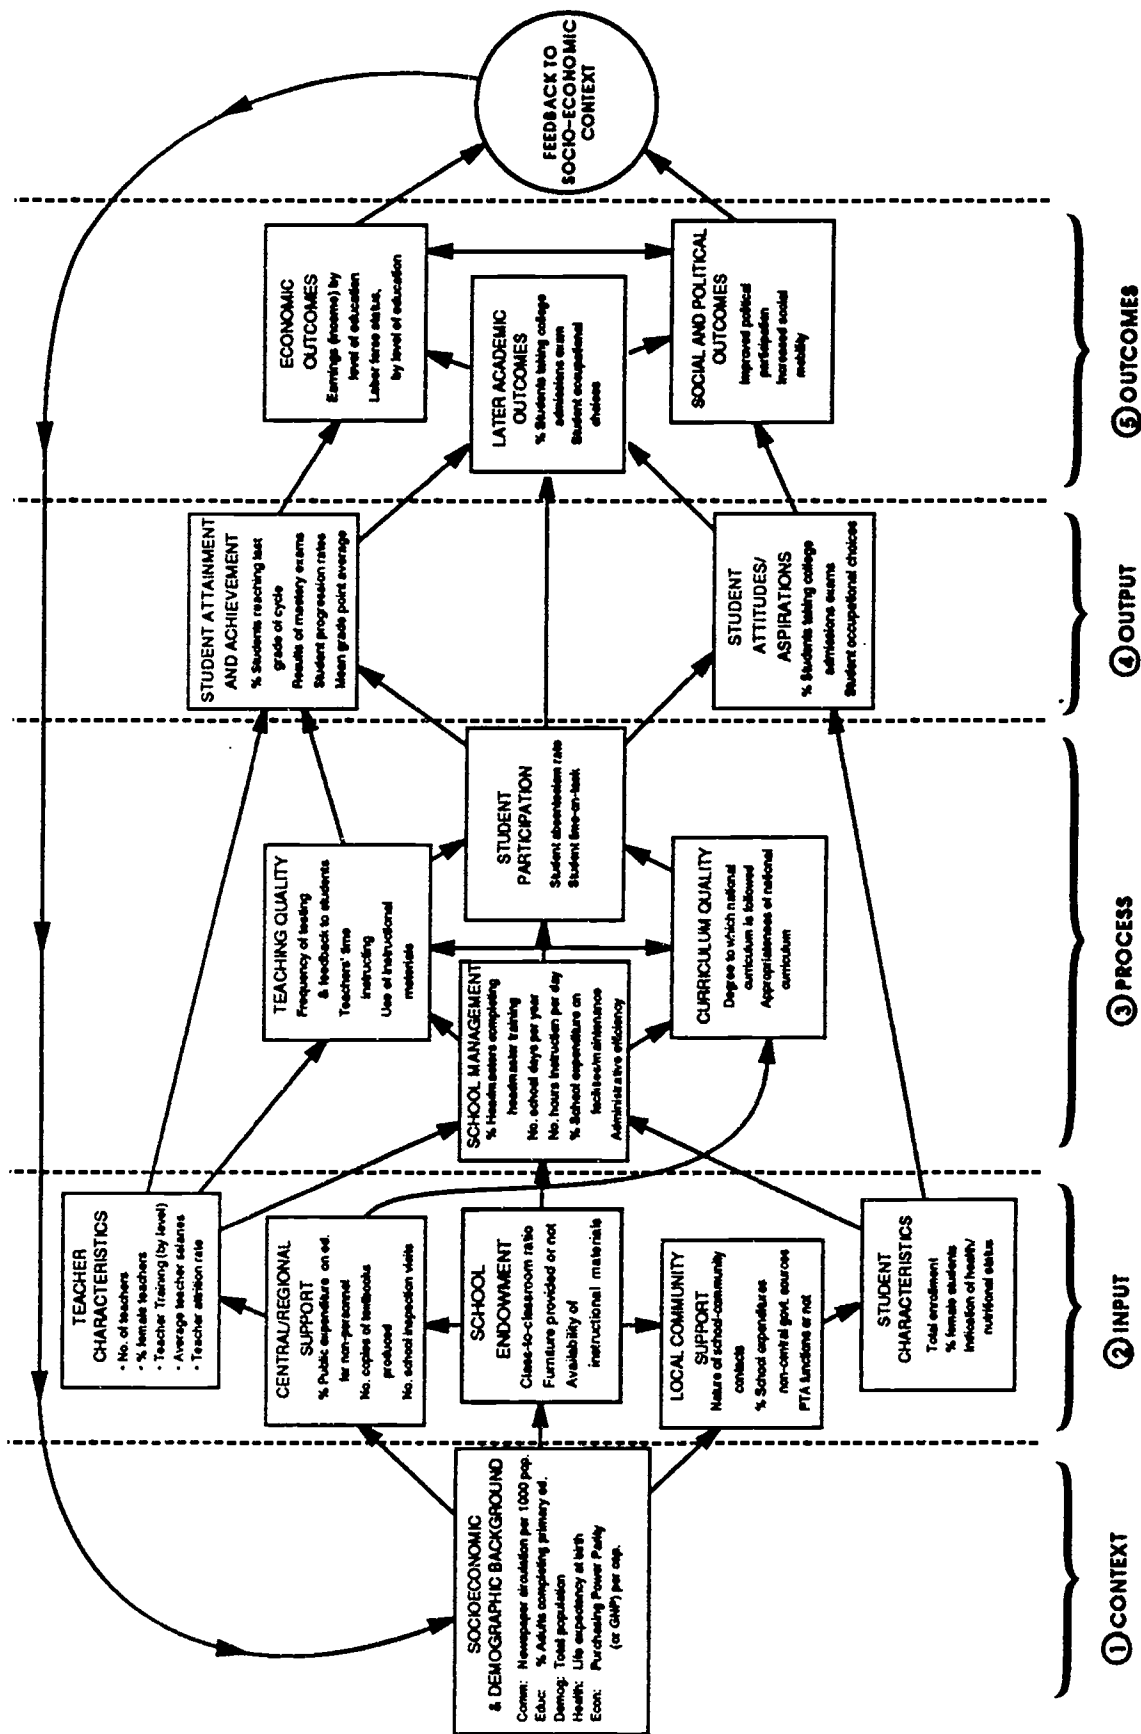 SOCIOECONOMIC
& DEMOGRAPHIC BACKGROUND
Comm: Newspaper circulation per 1000 pop.
Educ: % Adults completing primary ed.
Demog: Total population
Health: Life expectancy at birth
Econ: Purchasing Power Parity
(or GNP) per cap.
TEACHER
CHARACTERISTICS
• No. of teachers
• % female teachers
• Teacher Training (by level)
• Average teacher salaries
• Teacher attrition rate
CENTRAL/REGIONAL
SUPPORT
% Public expenditure on ed.
for non-personnel
No. copies of textbooks
produced
No. school inspection visits
SCHOOL
ENDOWMENT
Class-to-classroom ratio
Furniture provided or not
Availability of
instructional materials
LOCAL COMMUNITY
SUPPORT
Nature of school-community
contacts
% School expenditures
non-central govt. sources
PTA functions or not
STUDENT
CHARACTERISTICS
Total enrollment
% female students
Indication of health/
nutritional status
SCHOOL MANAGEMENT
% Headmasters completing
headmaster training
No. school days per year
No. hours instruction per day
% School expenditure on
Administrative efficiency
TEACHING QUALITY
Frequency of testing
& feedback to students
Teachers' time
instructing
Use of instructional
materials
CURRICULUM QUALITY
Degree to which national
curriculum is followed
Appropriateness of national
curriculum
STUDENT
PARTICIPATION
Student absenteeism rate
Student time-on-task
STUDENT ATTAINMENT
AND ACHIEVEMENT
% Students reaching last
grade of cycle
Results of mastery exams
Student progression rates
Mean grade point average
STUDENT
ATTITUDES/
ASPIRATIONS
% Students taking college
admissions exams
Student occupational choices
ECONOMIC
OUTCOMES
Earnings (income) by
level of education
Labor force status,
by level of education
LATER ACADEMIC
OUTCOMES
% Students taking college
admissions exam
Student occupational
choices
SOCIAL AND POLITICAL
OUTCOMES
Improved political
participation
Increased social
mobility
FEEDBACK TO
SOCIO-ECONOMIC
CONTEXT
① CONTEXT
② INPUT
③ PROCESS
④ OUTPUT
⑤ OUTCOMES